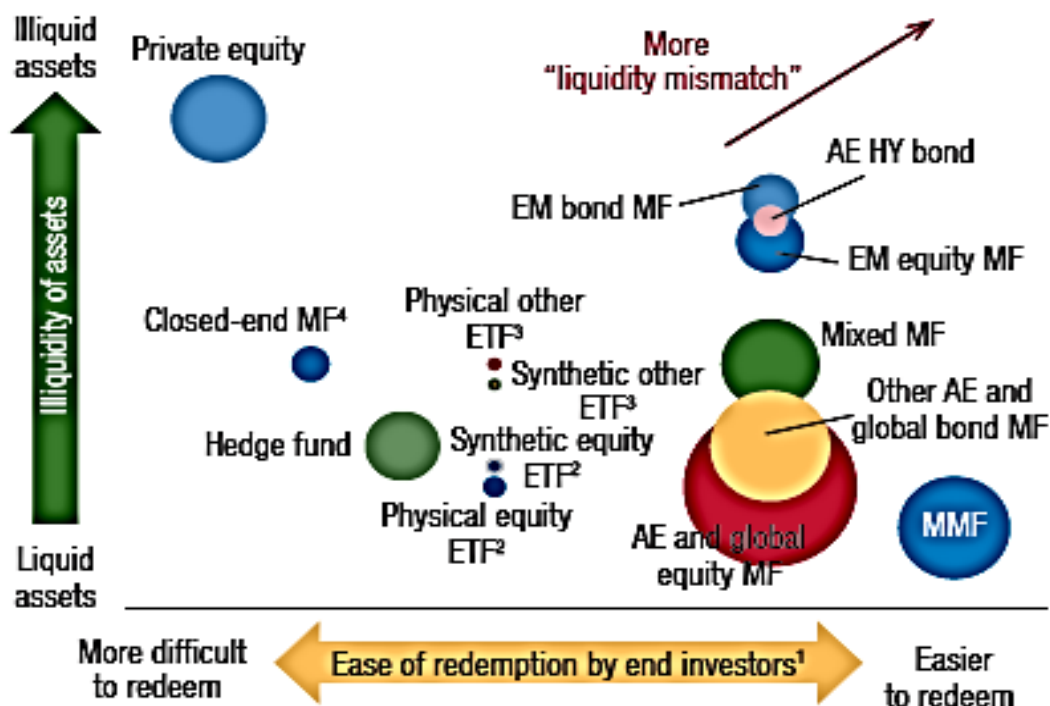 Illiquid
assets
Private equity
More
“liquidity mismatch”
AE HY bond
EM bond MF
EM equity MF
Illiquidity of assets
Closed-end MF⁴
Physical other
ETF³
Synthetic other
ETF³
Mixed MF
Other AE and
global bond MF
Hedge fund
Synthetic equity
ETF²
Physical equity
ETF²
AE and global
equity MF
MMF
Liquid
assets
More difficult
to redeem
Ease of redemption by end investors¹
Easier
to redeem